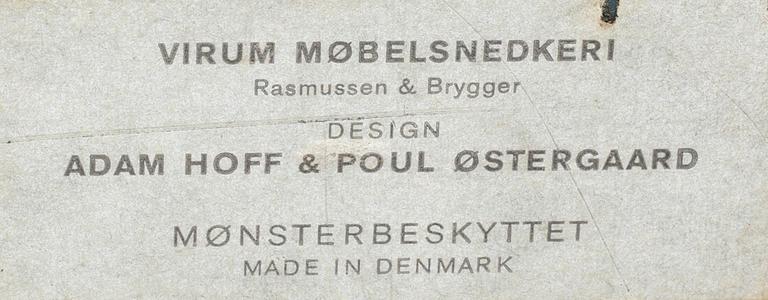 VIRUM MØBELSNEDKERI
Rasmussen & Brygger
DESIGN
ADAM HOFF & POUL ØSTERGAARD
MØNSTERBESKYTTET
MADE IN DENMARK